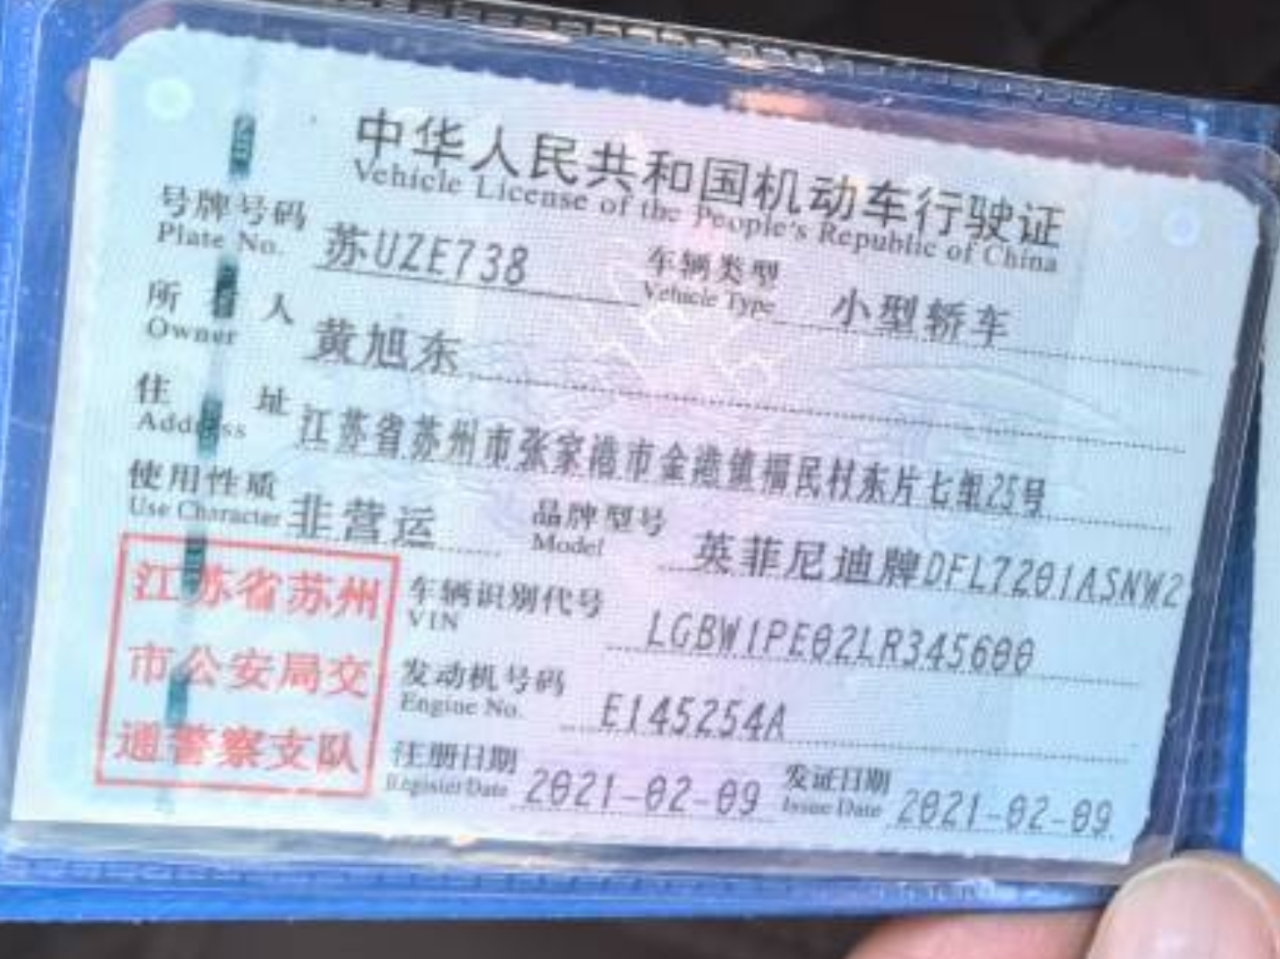 中华人民共和国机动车行驶证
Vehicle License of the People's Republic of China
号牌号码 苏UZE738 车辆类型 小型轿车
Plate No. Vehicle Type
所有人 黄旭东
Owner
住址 江苏省苏州市张家港市金港镇福民村东片七组25号
Address
使用性质 非营运 品牌型号 英菲尼迪牌DFL7201ASNW2
Use Character Model
江苏省苏州
市公安局交
通警察支队
车辆识别代号 LGBW1PE02LR345600
VIN
发动机号码 E145254A
Engine No.
注册日期 2021-02-09 发证日期 2021-02-09
Register Date Issue Date